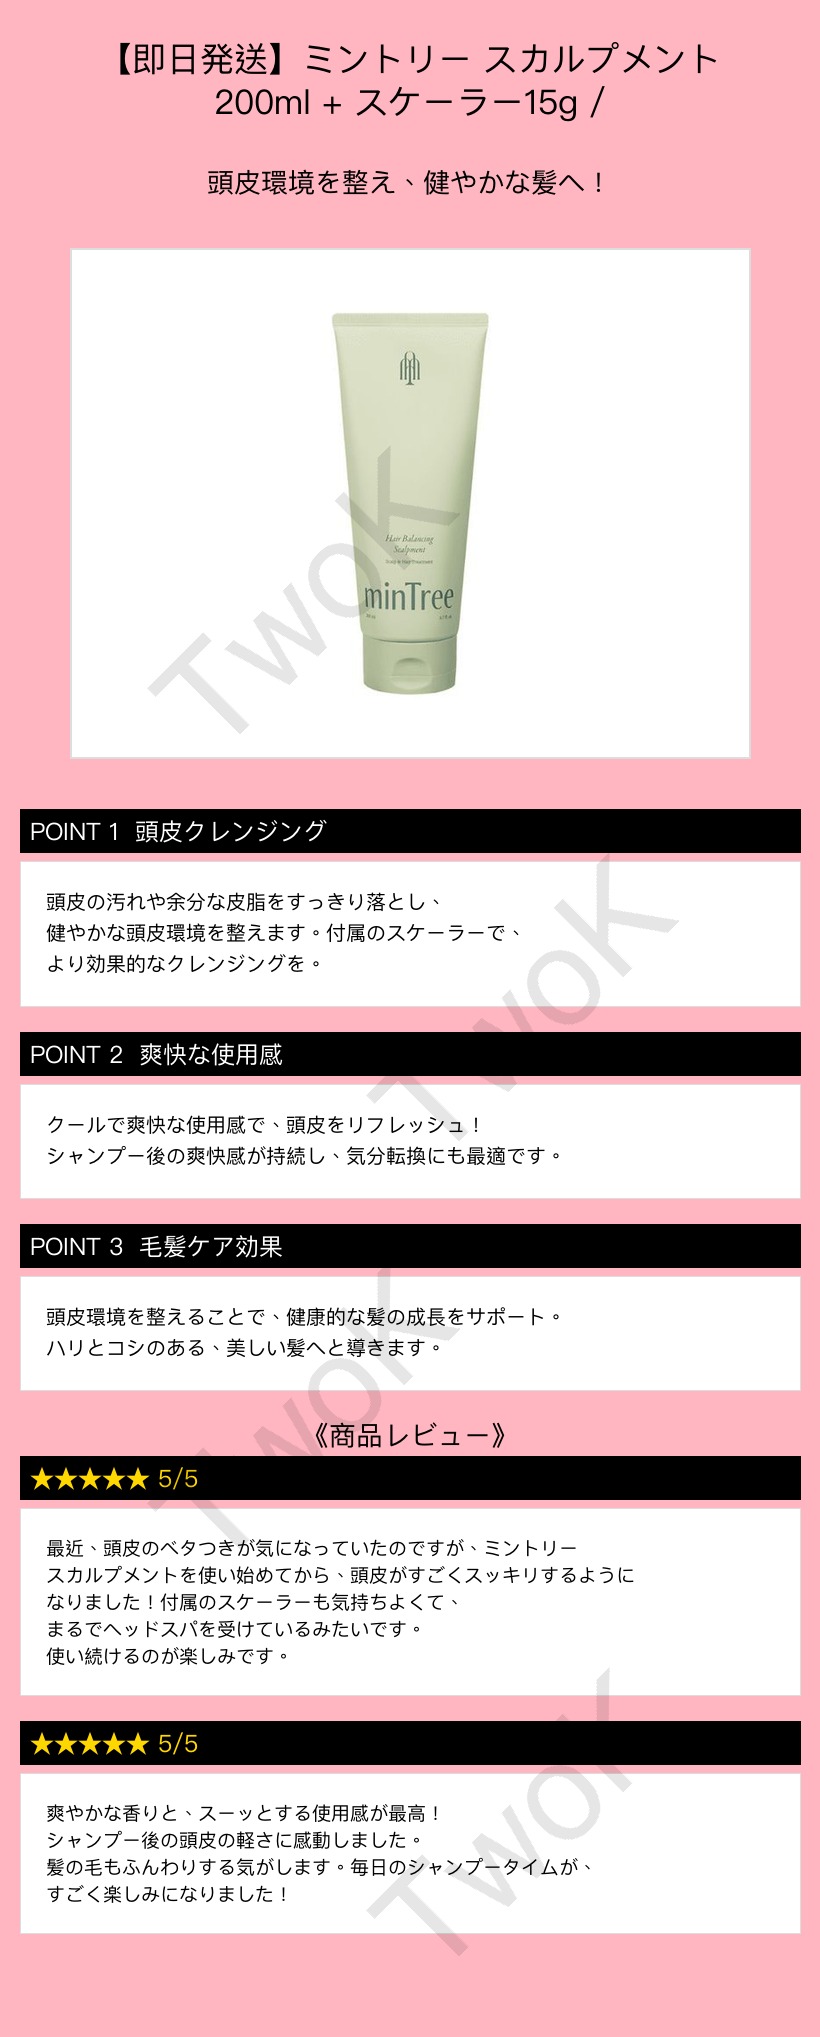 【即日発送】ミントリー スカルプメント
200ml + スケーラー15g /
頭皮環境を整え、健やかな髪へ！
Hair Balancing
Scalpment
Scalp & Hair Treatment
minTree
TwoK
POINT 1 頭皮クレンジング
頭皮の汚れや余分な皮脂をすっきり落とし、
健やかな頭皮環境を整えます。付属のスケーラーで、
より効果的なクレンジングを。
TwoK
POINT 2 爽快な使用感
クールで爽快な使用感で、頭皮をリフレッシュ！
シャンプー後の爽快感が持続し、気分転換にも最適です。
POINT 3 毛髪ケア効果
頭皮環境を整えることで、健康的な髪の成長をサポート。
ハリとコシのある、美しい髪へと導きます。
TwoK
《商品レビュー》
★★★★★ 5/5
最近、頭皮のベタつきが気になっていたのですが、ミントリー
スカルプメントを使い始めてから、頭皮がすごくスッキリするように
なりました！付属のスケーラーも気持ちよくて、
まるでヘッドスパを受けているみたいです。
使い続けるのが楽しみです。
★★★★★ 5/5
爽やかな香りと、スーッとする使用感が最高！
シャンプー後の頭皮の軽さに感動しました。
髪の毛もふんわりする気がします。毎日のシャンプータイムが、
すごく楽しみになりました！
TwoK